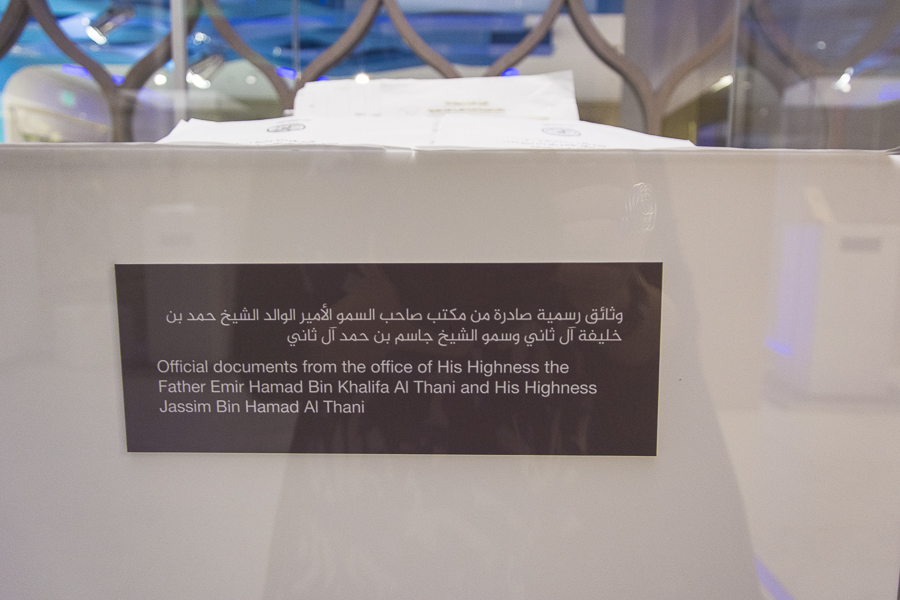 وثائق رسمية صادرة من مكتب صاحب السمو الأمير الوالد الشيخ حمد بن
خليفة آل ثاني وسمو الشيخ جاسم بن حمد آل ثاني
Official documents from the office of His Highness the
Father Emir Hamad Bin Khalifa Al Thani and His Highness
Jassim Bin Hamad Al Thani